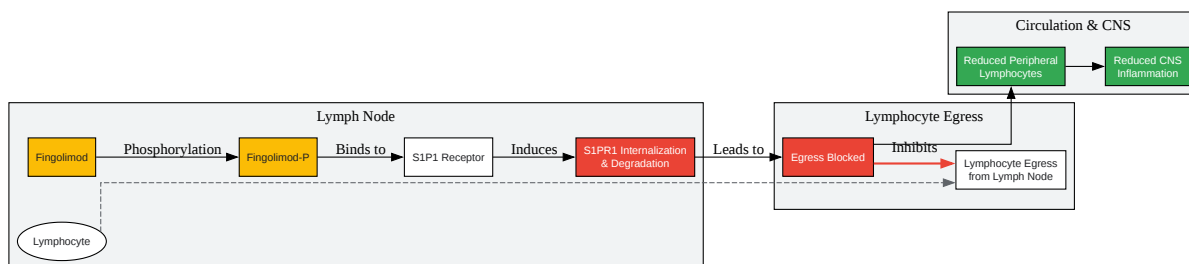 Circulation & CNS
Reduced Peripheral
Lymphocytes
Reduced CNS
Inflammation
Lymph Node
Fingolimod
Phosphorylation
Fingolimod-P
Binds to
S1P1 Receptor
Induces
S1PR1 Internalization
& Degradation
Leads to
Lymphocyte Egress
Egress Blocked
Inhibits
Lymphocyte Egress
from Lymph Node
Lymphocyte